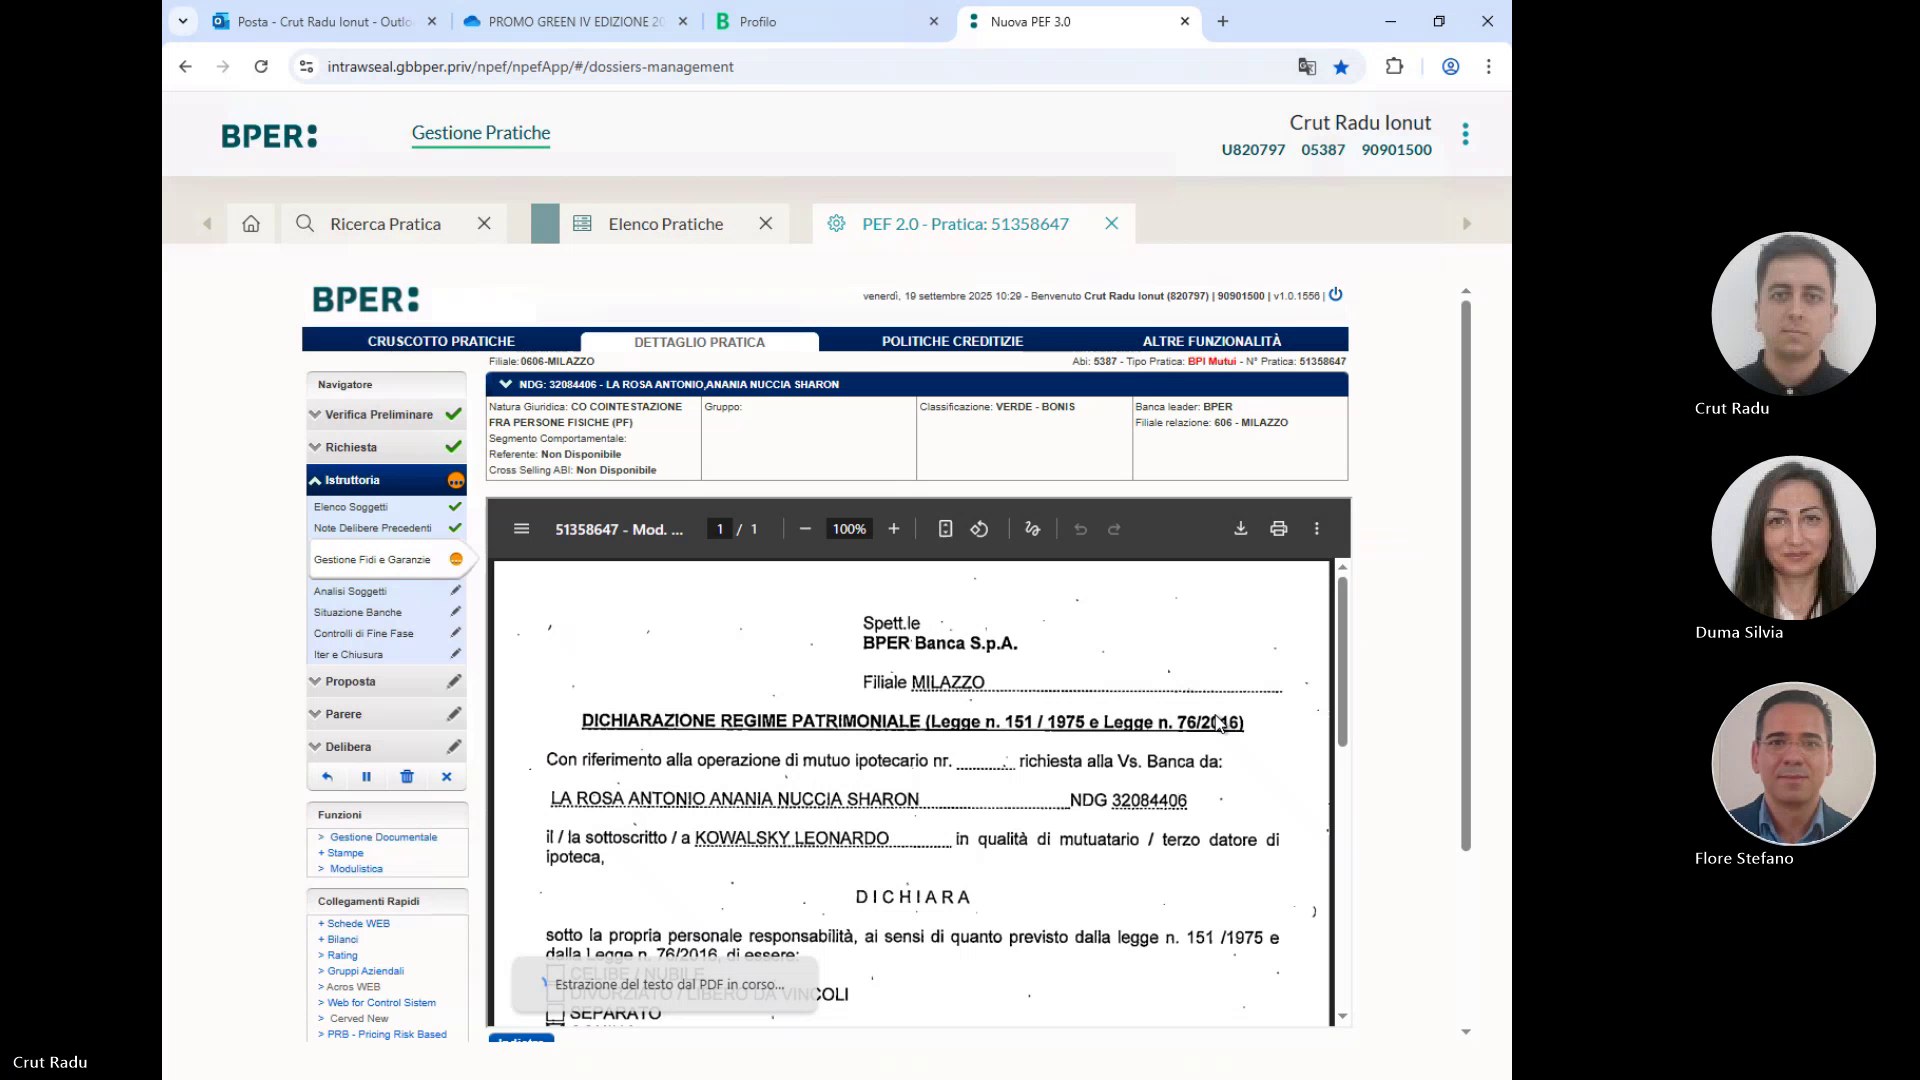 Posta - Crut Radu Ionut - Outlo
PROMO GREEN IV EDIZIONE 20
Profilo
Nuova PEF 3.0
intrawseal.gbbper.priv/npef/npefApp/#/dossiers-management
BPER:
Gestione Pratiche
Crut Radu Ionut
U820797 05387 90901500
Ricerca Pratica
Elenco Pratiche
PEF 2.0 - Pratica: 51358647
BPER:
venerdì, 19 settembre 2025 10:29 - Benvenuto Crut Radu Ionut (820797) | 90901500 | v1.0.1556 |
CRUSCOTTO PRATICHE
DETTAGLIO PRATICA
POLITICHE CREDITIZIE
ALTRE FUNZIONALITÀ
Filiale: 0606-MILAZZO
Abi: 5387 - Tipo Pratica: BPI Mutui - N° Pratica: 51358647
NDG: 32084406 - LA ROSA ANTONIO,ANANIA NUCCIA SHARON
Natura Giuridica: CO COINTESTAZIONE
FRA PERSONE FISICHE (PF)
Segmento Comportamentale:
Referente: Non Disponibile
Cross Selling ABI: Non Disponibile
Gruppo:
Classificazione: VERDE - BONIS
Banca leader: BPER
Filiale relazione: 606 - MILAZZO
Navigatore
Verifica Preliminare
Richiesta
Istruttoria
Elenco Soggetti
Note Delibere Precedenti
Gestione Fidi e Garanzie
Analisi Soggetti
Situazione Banche
Controlli di Fine Fase
Iter e Chiusura
Proposta
Parere
Delibera
Funzioni
> Gestione Documentale
+ Stampe
> Modulistica
Collegamenti Rapidi
+ Schede WEB
+ Bilanci
> Rating
> Gruppi Aziendali
> Acros WEB
> Web for Control Sistem
> Cerved New
> PRB - Pricing Risk Based
51358647 - Mod. ...
1 / 1
100%
Spett.le
BPER Banca S.p.A.
Filiale MILAZZO
DICHIARAZIONE REGIME PATRIMONIALE (Legge n. 151 / 1975 e Legge n. 76/2016)
Con riferimento alla operazione di mutuo ipotecario nr. .......... richiesta alla Vs. Banca da:
LA ROSA ANTONIO ANANIA NUCCIA SHARON NDG 32084406
il / la sottoscritto / a KOWALSKY LEONARDO in qualità di mutuatario / terzo datore di
ipoteca,
DICHIARA
sotto la propria personale responsabilità, ai sensi di quanto previsto dalla legge n. 151 /1975 e
dalla Legge n. 76/2016, di essere:
CELIBE / NUBILE
Estrazione del testo dal PDF in corso...
DIVORZIATO / LIBERO DA VINCOLI
SEPARATO
Indietro
Crut Radu
Duma Silvia
Flore Stefano
Crut Radu